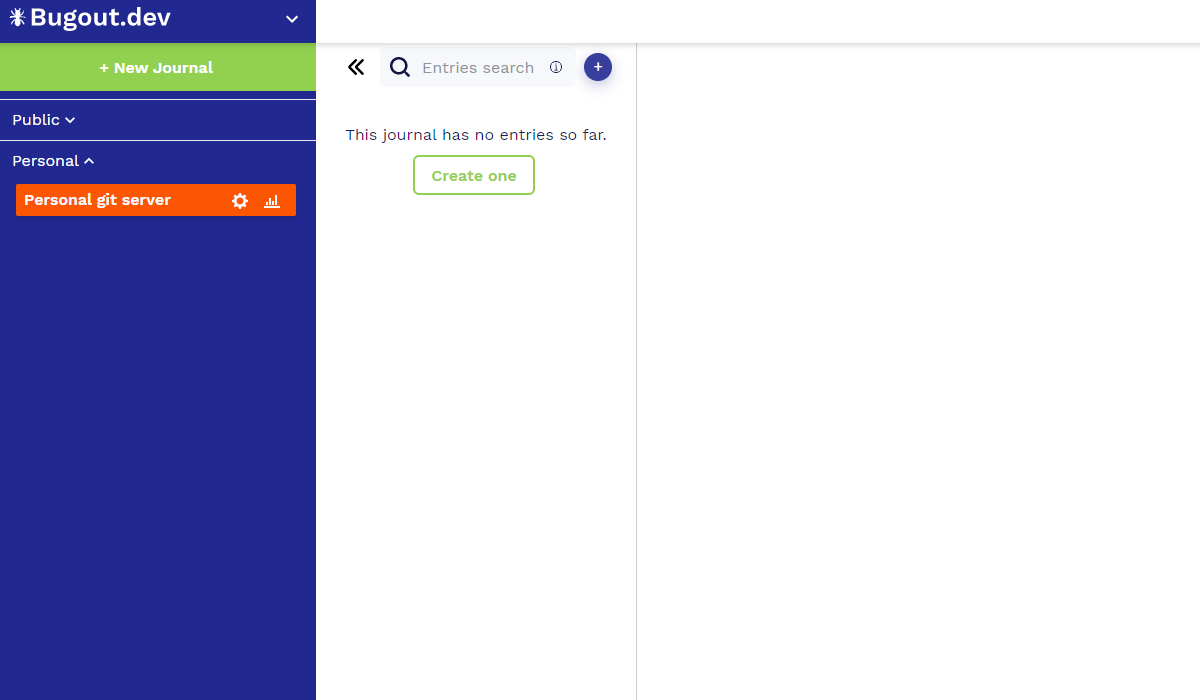 Bugout.dev
+ New Journal
Entries search
+
Public
This journal has no entries so far.
Personal
Create one
Personal git server